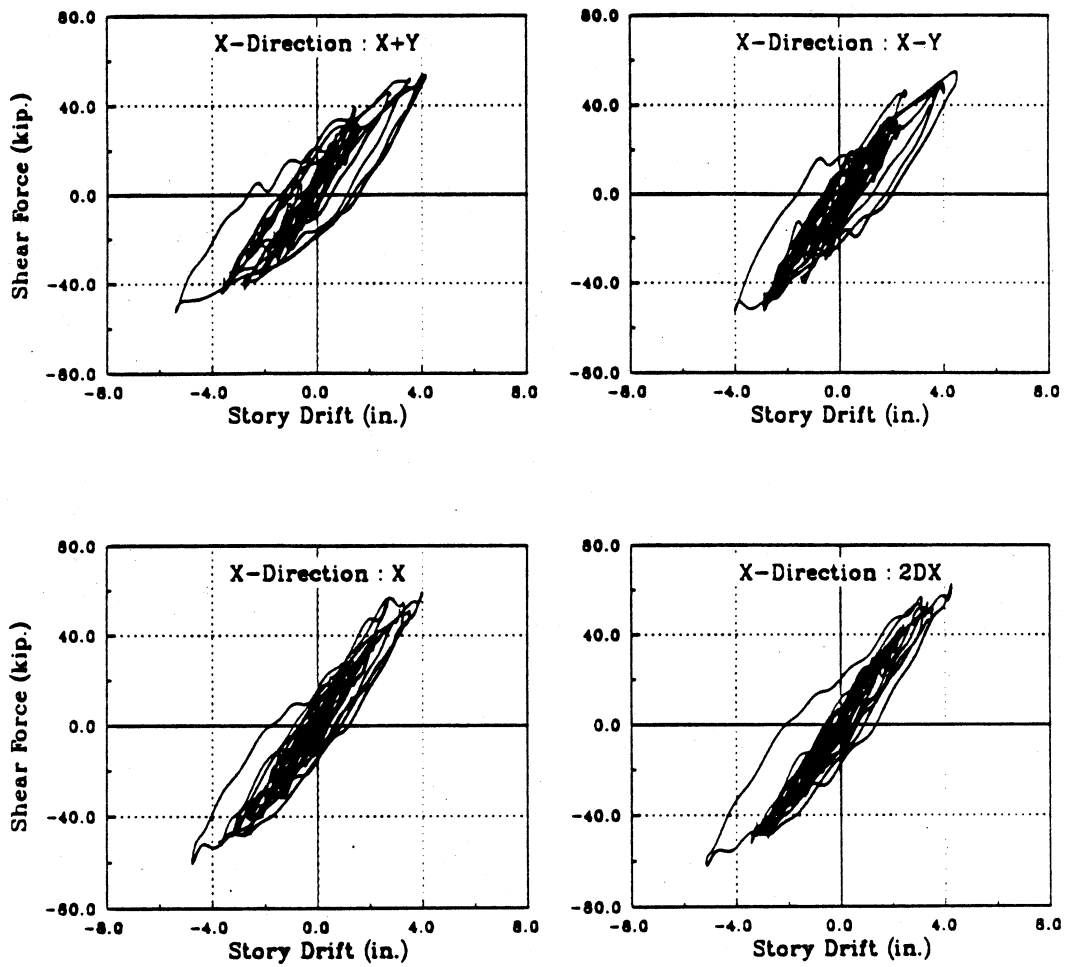 80.0
X-Direction : X+Y
40.0
0.0
-40.0
-80.0
Shear Force (kip.)
-8.0 -4.0 0.0 4.0 8.0
Story Drift (in.)
80.0
X-Direction : X-Y
40.0
0.0
-40.0
-80.0
-8.0 -4.0 0.0 4.0 8.0
Story Drift (in.)
80.0
X-Direction : X
40.0
0.0
-40.0
-80.0
Shear Force (kip.)
-8.0 -4.0 0.0 4.0 8.0
Story Drift (in.)
80.0
X-Direction : 2DX
40.0
0.0
-40.0
-80.0
-8.0 -4.0 0.0 4.0 8.0
Story Drift (in.)